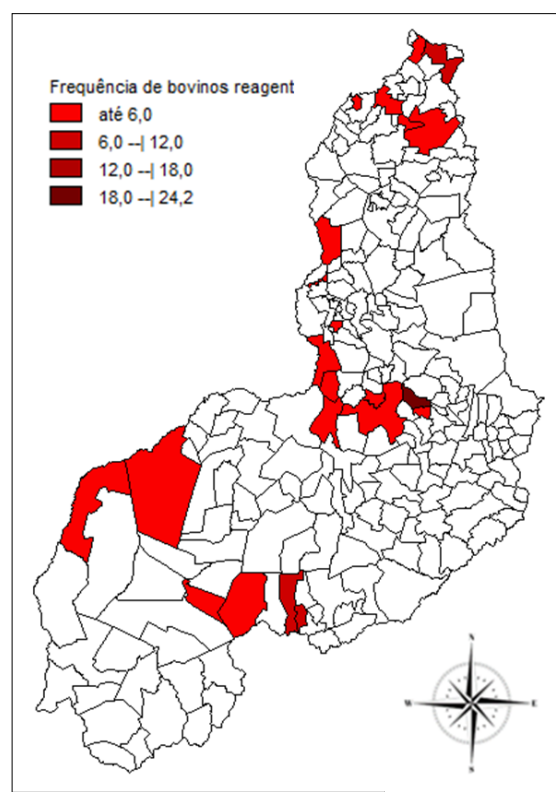 Frequência de bovinos reagent
até 6,0
6,0 --| 12,0
12,0 --| 18,0
18,0 --| 24,2
N
W
E
S